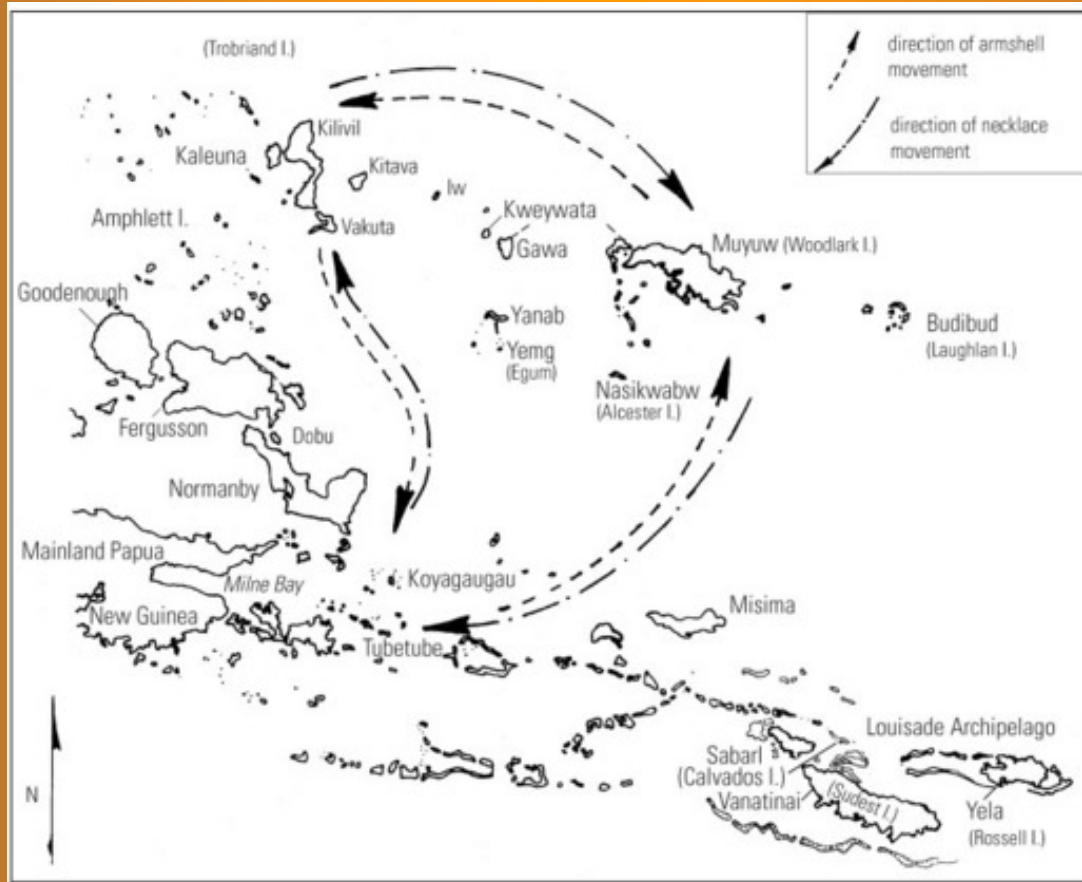 (Trobriand I.)
direction of armshell
movement
direction of necklace
movement
Kilivil
Kaleuna
Kitava
Iw
Kweywata
Amphlett I.
Vakuta
Gawa
Muyuw (Woodlark I.)
Goodenough
Yanab
Yemg
(Egum)
Budibud
(Laughlan I.)
Nasikwabw
(Alcester I.)
Fergusson
Dobu
Normanby
Mainland Papua
Milne Bay
Koyagaugau
New Guinea
Misima
Tubetube
Louisade Archipelago
Sabarl
(Calvados I.)
Vanatinai
(Sudest I.)
Yela
(Rossell I.)
N